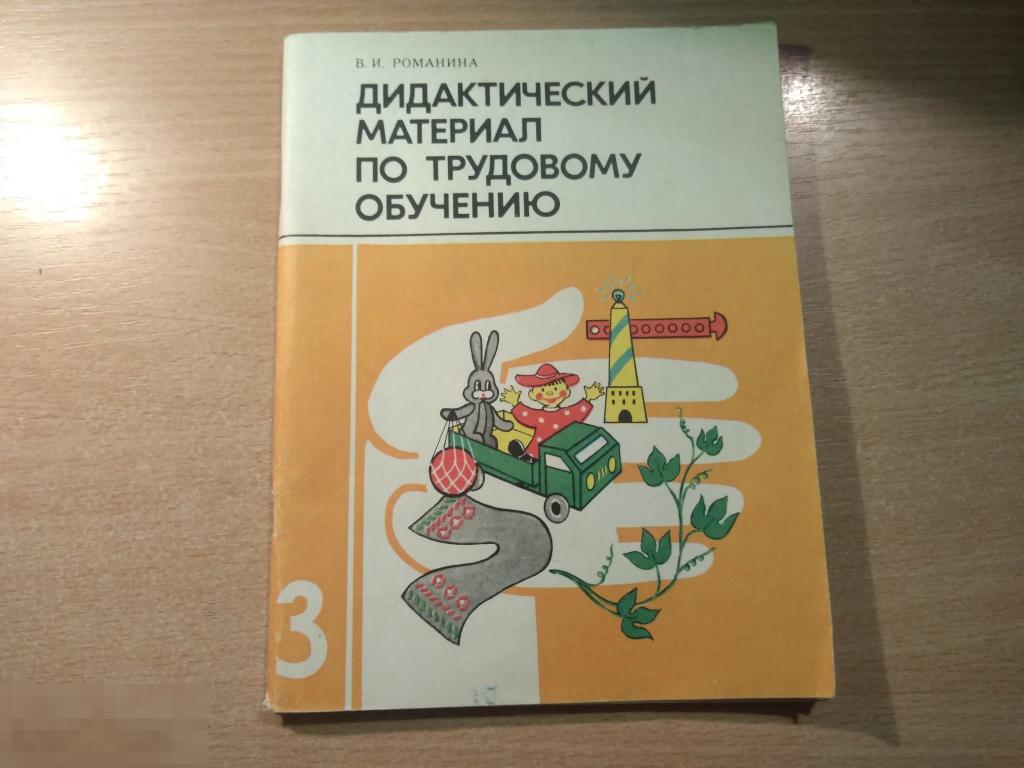 В. И. РОМАНИНА
ДИДАКТИЧЕСКИЙ
МАТЕРИАЛ
ПО ТРУДОВОМУ
ОБУЧЕНИЮ
3